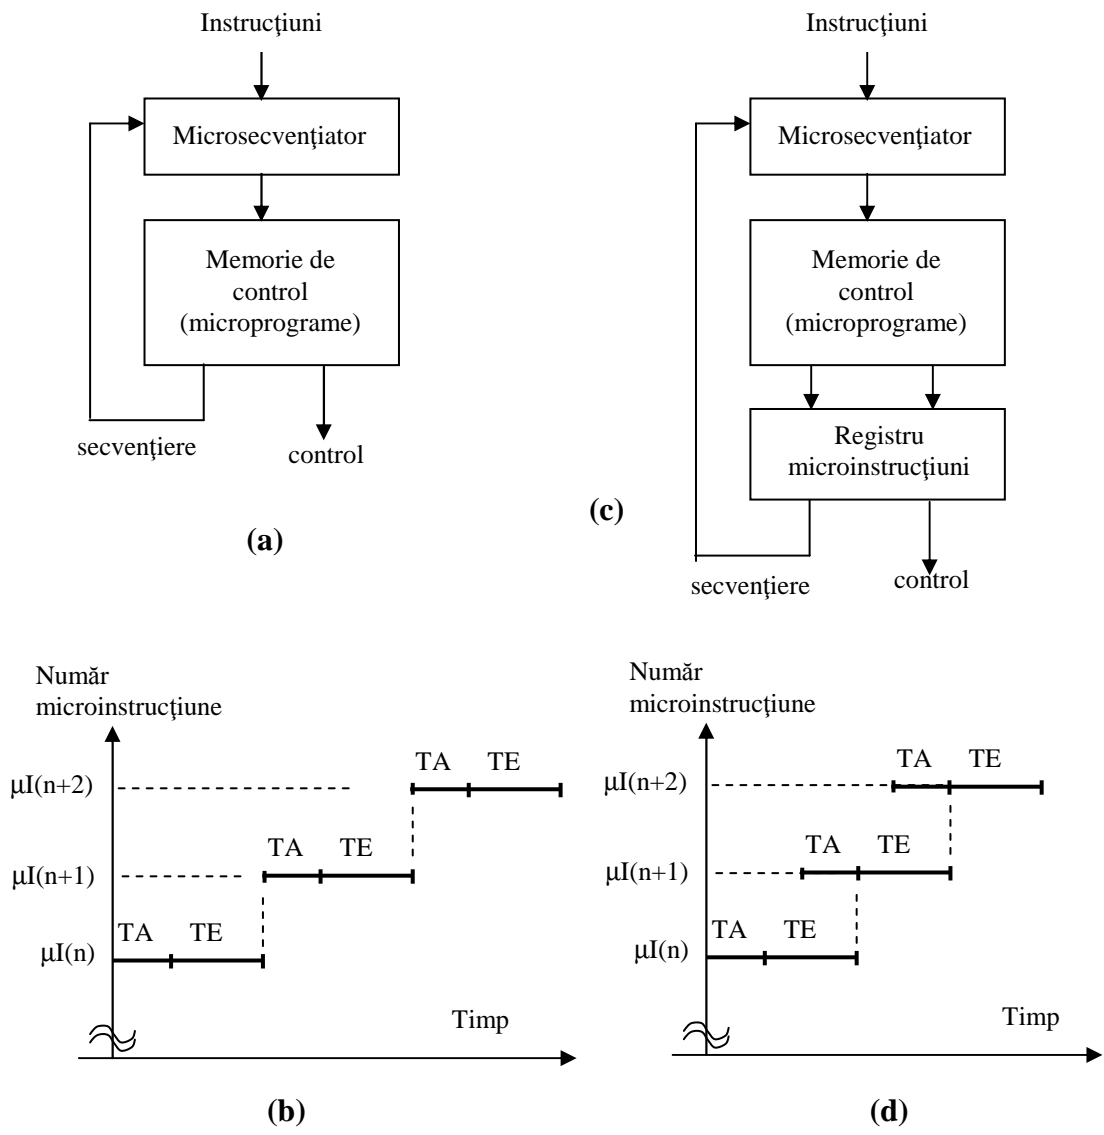 Instrucţiuni
Microsecvenţiator
Memorie de
control
(microprograme)
secvenţiere
control
(a)
Instrucţiuni
Microsecvenţiator
Memorie de
control
(microprograme)
Registru
microinstrucţiuni
secvenţiere
control
(c)
Număr
microinstrucţiune
TA TE
μI(n+2)
TA TE
μI(n+1)
TA TE
μI(n)
Timp
(b)
Număr
microinstrucţiune
TA TE
μI(n+2)
TA TE
μI(n+1)
TA TE
μI(n)
Timp
(d)